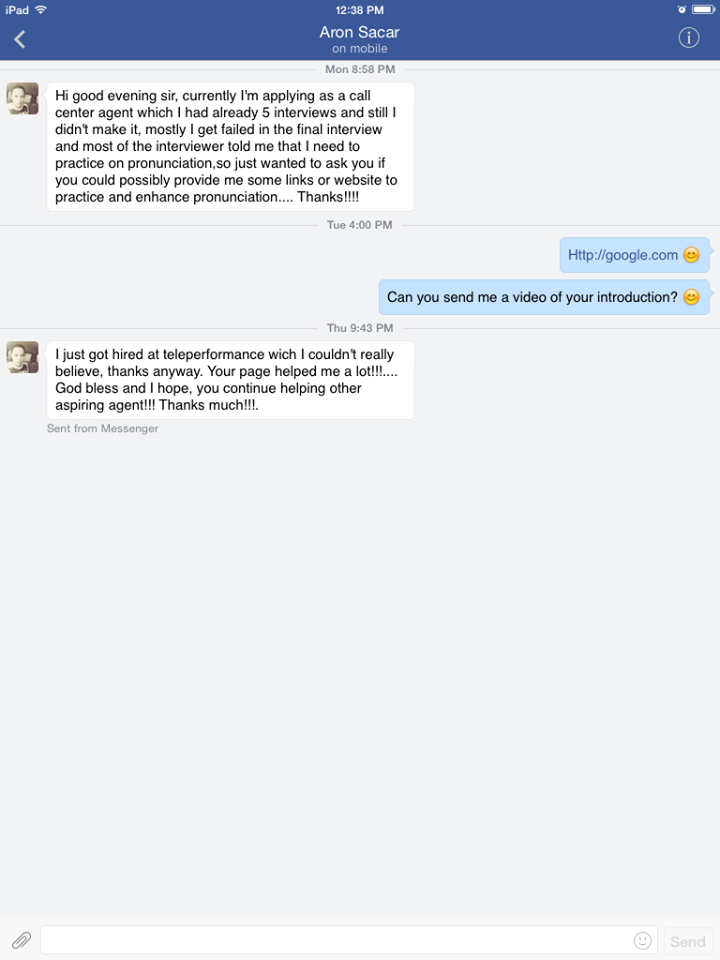 iPad 12:38 PM
Aron Sacar
on mobile
Mon 8:58 PM
Hi good evening sir, currently I'm applying as a call
center agent which I had already 5 interviews and still I
didn't make it, mostly I get failed in the final interview
and most of the interviewer told me that I need to
practice on pronunciation,so just wanted to ask you if
you could possibly provide me some links or website to
practice and enhance pronunciation.... Thanks!!!!
Tue 4:00 PM
Http://google.com 😊
Can you send me a video of your introduction? 😊
Thu 9:43 PM
I just got hired at teleperformance wich I couldn't really
believe, thanks anyway. Your page helped me a lot!!!....
God bless and I hope, you continue helping other
aspiring agent!!! Thanks much!!!.
Sent from Messenger
Send